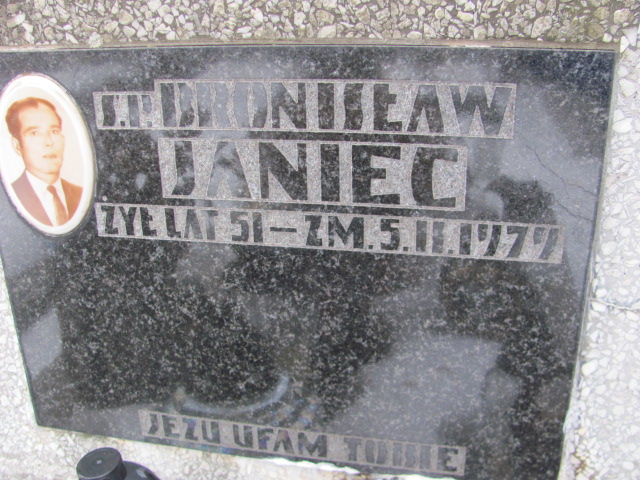 Ś.P. BRONISŁAW
JANIEC
ŻYŁ LAT 51 – ZM. 5.II.1979
JEZU UFAM TOBIE